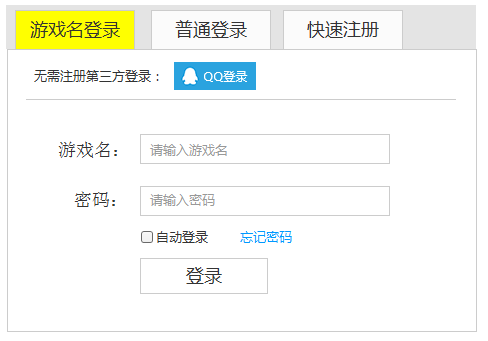 游戏名登录 普通登录 快速注册
无需注册第三方登录： QQ登录
游戏名： 请输入游戏名
密码： 请输入密码
自动登录 忘记密码
登录